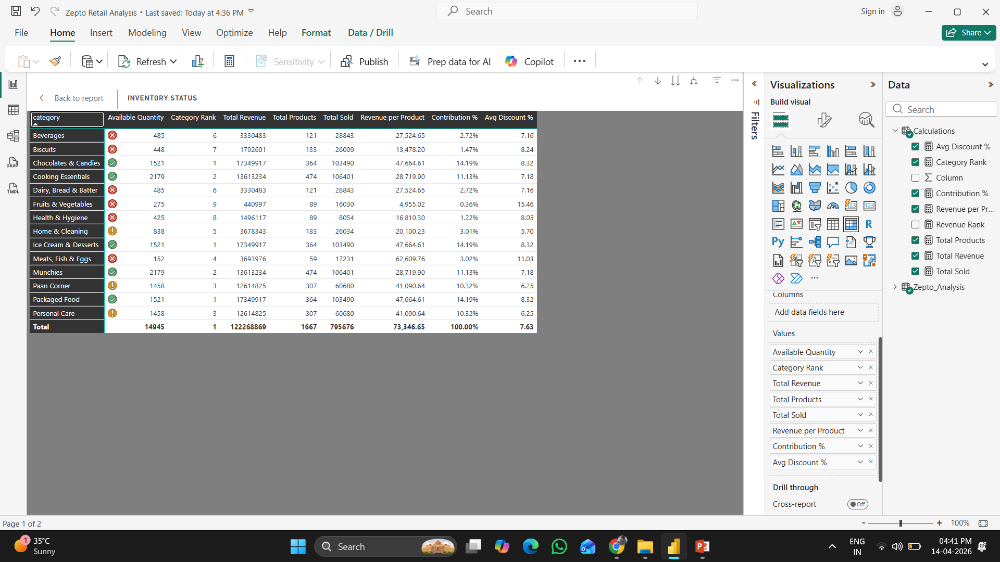 Zepto Retail Analysis • Last saved: Today at 4:36 PM
Search
Sign in
File Home Insert Modeling View Optimize Help Format Data / Drill
Share
Refresh Sensitivity Publish Prep data for AI Copilot
Back to report INVENTORY STATUS
category Available Quantity Category Rank Total Revenue Total Products Total Sold Revenue per Product Contribution % Avg Discount %
Beverages 485 6 3330483 121 28843 27,524.65 2.72% 7.16
Biscuits 448 7 1792601 133 26009 13,478.20 1.47% 8.24
Chocolates & Candies 1521 1 17349917 364 103490 47,664.61 14.19% 8.32
Cooking Essentials 2179 2 13613234 474 106401 28,719.90 11.13% 7.18
Dairy, Bread & Batter 485 6 3330483 121 28843 27,524.65 2.72% 7.16
Fruits & Vegetables 275 9 440997 89 16030 4,955.02 0.36% 15.46
Health & Hygiene 425 8 1496117 89 8054 16,810.30 1.22% 8.05
Home & Cleaning 838 5 3678343 183 26034 20,100.23 3.01% 5.70
Ice Cream & Desserts 1521 1 17349917 364 103490 47,664.61 14.19% 8.32
Meats, Fish & Eggs 152 4 3693976 59 17231 62,609.76 3.02% 11.03
Munchies 2179 2 13613234 474 106401 28,719.90 11.13% 7.18
Paan Corner 1458 3 12614825 307 60680 41,090.64 10.32% 6.25
Packaged Food 1521 1 17349917 364 103490 47,664.61 14.19% 8.32
Personal Care 1458 3 12614825 307 60680 41,090.64 10.32% 6.25
Total 14945 1 122268869 1667 795676 73,346.65 100.00% 7.63
DAX
TMDL
Filters
Visualizations
Build visual
123
123
R
Py
Columns
Add data fields here
Values
Available Quantity
Category Rank
Total Revenue
Total Products
Total Sold
Revenue per Product
Contribution %
Avg Discount %
Drill through
Cross-report Off
Data
Search
Calculations
Avg Discount %
Category Rank
Column
Contribution %
Revenue per Pr...
Revenue Rank
Total Products
Total Revenue
Total Sold
Zepto_Analysis
Page 1 of 2
- + 100%
1
35°C
Sunny
Search
ENG
IN
04:41 PM
14-04-2026